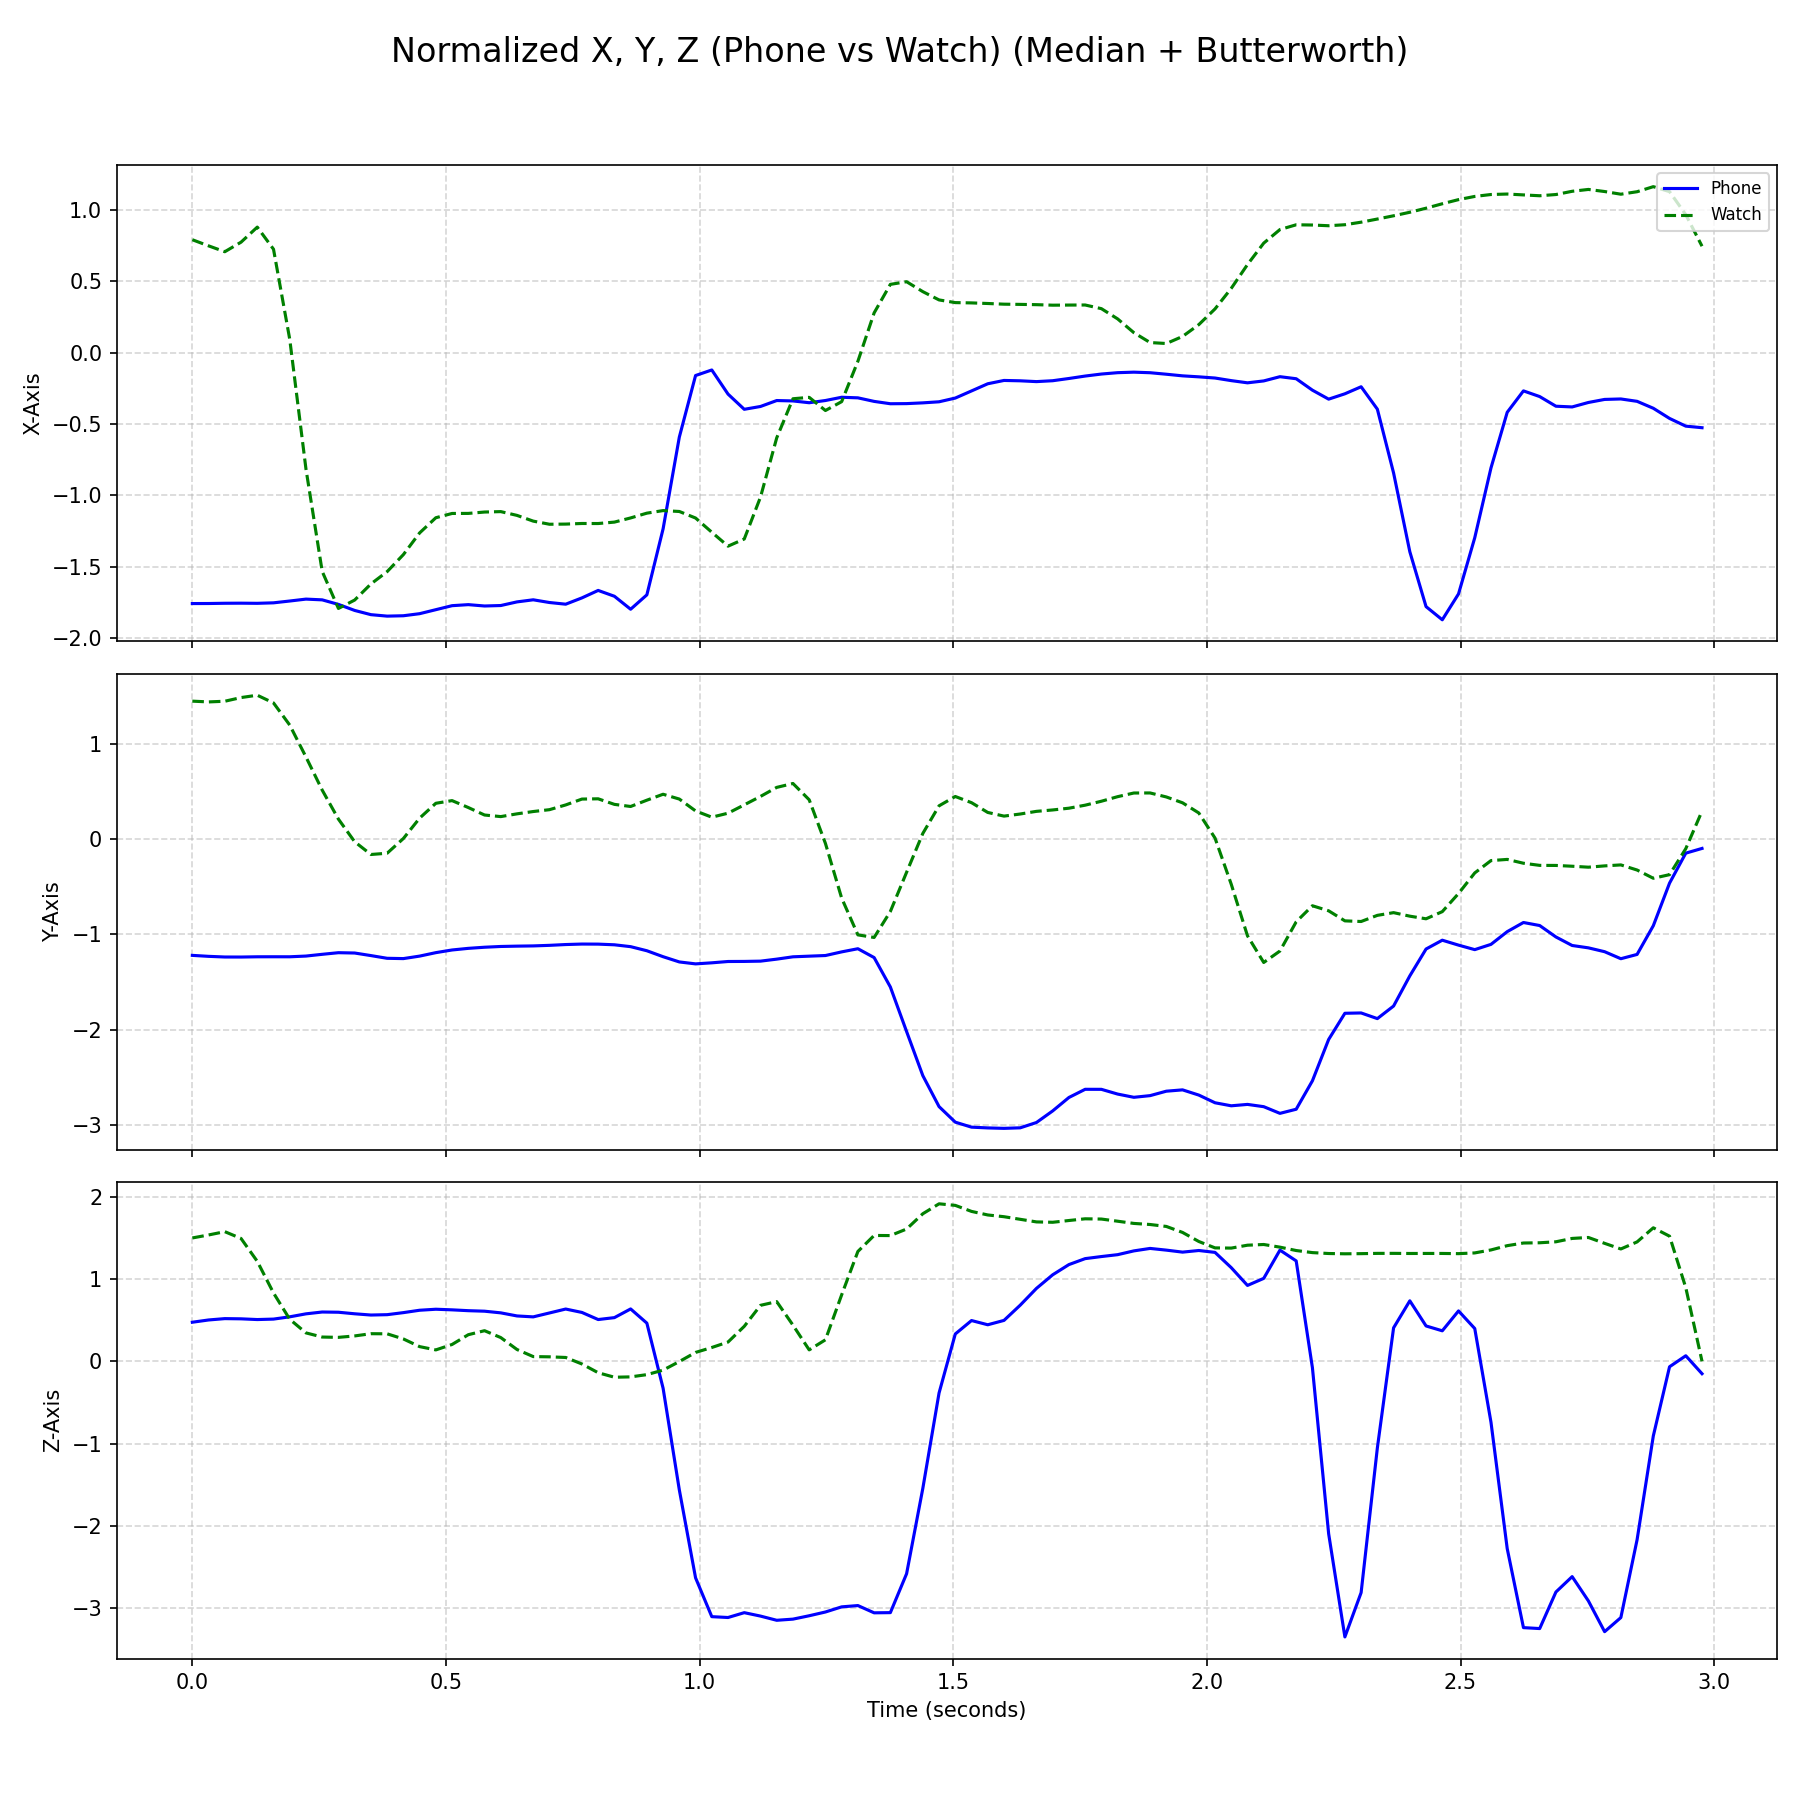 Normalized X, Y, Z (Phone vs Watch) (Median + Butterworth)
Phone
Watch
1.0
0.5
0.0
−0.5
−1.0
−1.5
−2.0
X-Axis
1
0
−1
−2
−3
Y-Axis
2
1
0
−1
−2
−3
Z-Axis
0.0 0.5 1.0 1.5 2.0 2.5 3.0
Time (seconds)